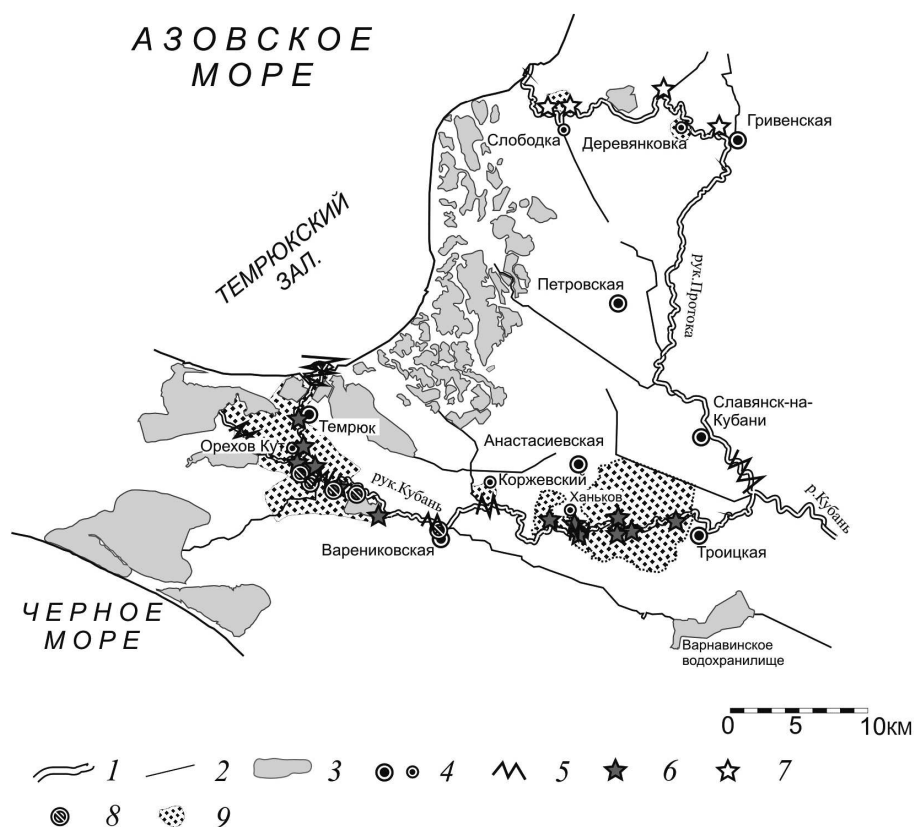 АЗОВСКОЕ
МОРЕ
Слободка
Деревянковка
Гривенская
ТЕМРЮКСКИЙ
ЗАЛ.
рук.Протока
Петровская
Славянск-на-
Кубани
Темрюк
Орехов Ку
Анастасиевская
Коржевский
Ханьков
рук.Кубань
р.Кубань
Варениковская
Троицкая
ЧЕРНОЕ
МОРЕ
Варнавинское
водохранилище
0 5 10км
1 2 3 4 5 6 7
8 9